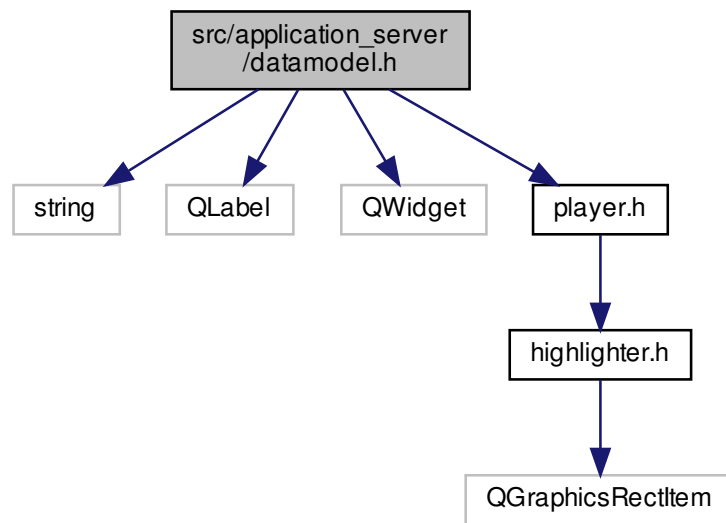 src/application_server
/datamodel.h
string
QLabel
QWidget
player.h
highlighter.h
QGraphicsRectItem